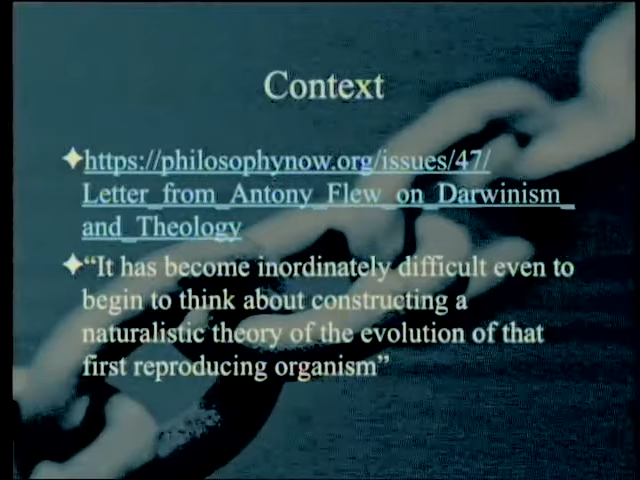 Context
https://philosophynow.org/issues/47/
Letter_from_Antony_Flew_on_Darwinism_
and_Theology
“It has become inordinately difficult even to
begin to think about constructing a
naturalistic theory of the evolution of that
first reproducing organism”